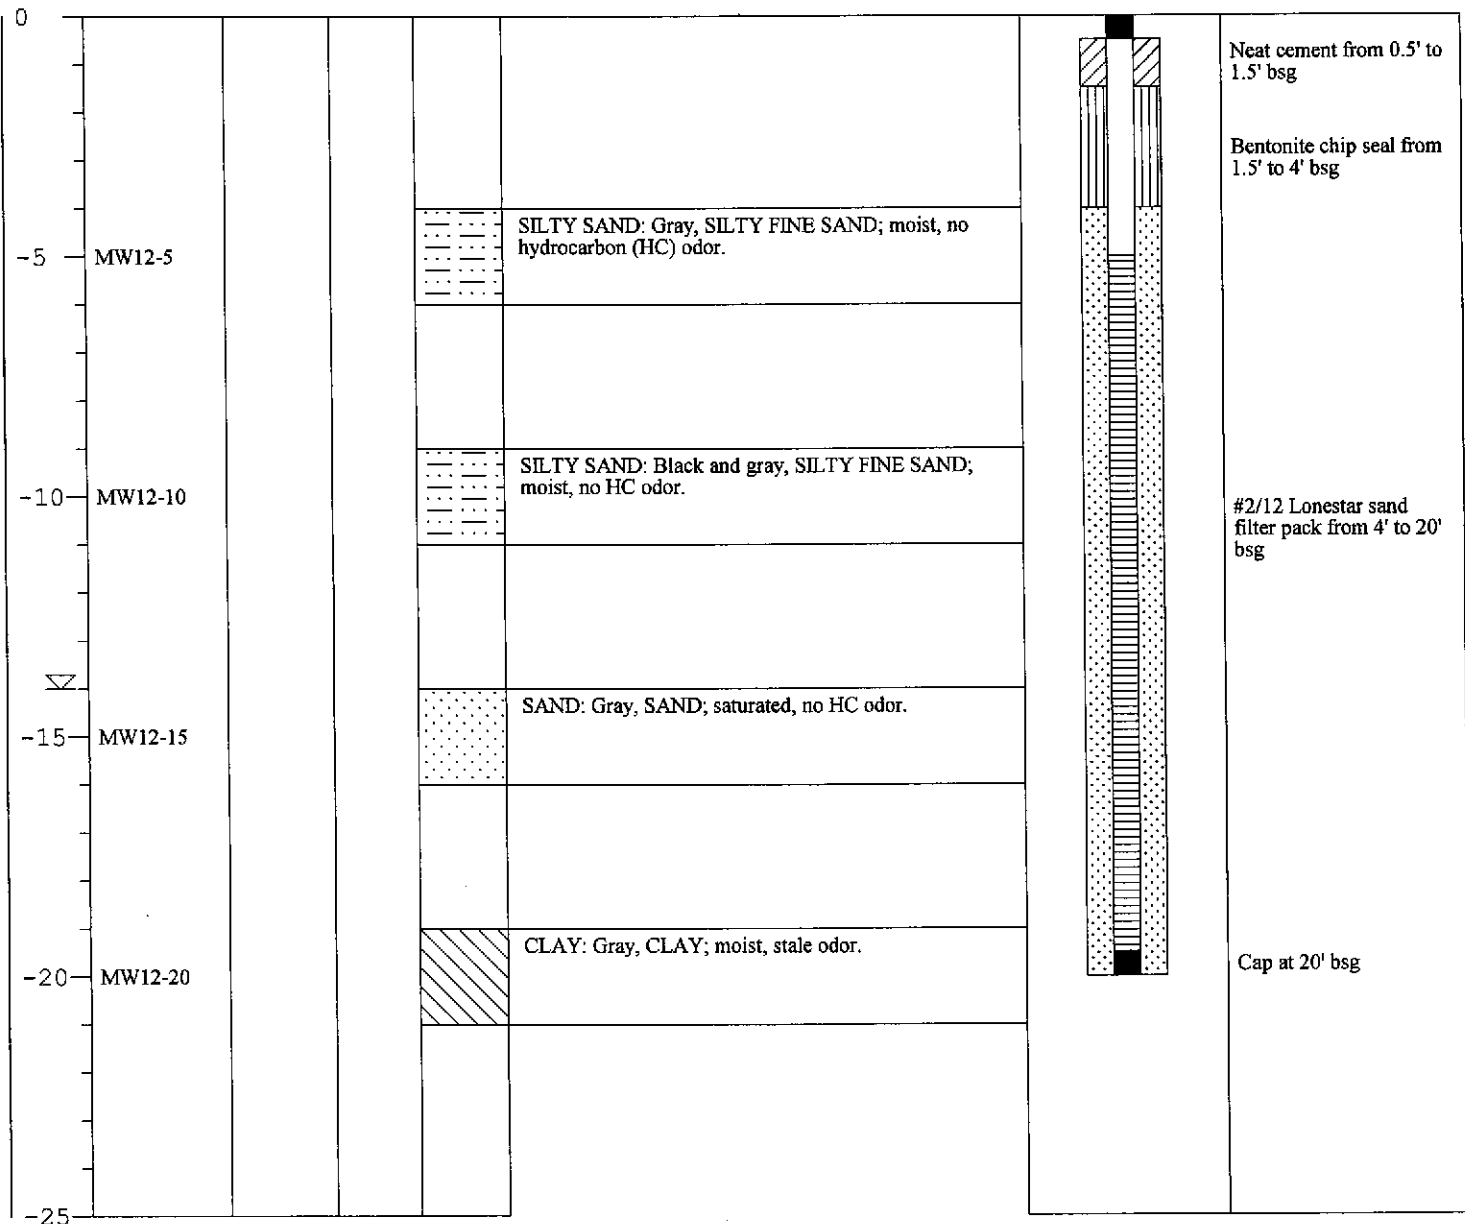 0
Neat cement from 0.5' to
1.5' bsg
Bentonite chip seal from
1.5' to 4' bsg
SILTY SAND: Gray, SILTY FINE SAND; moist, no
hydrocarbon (HC) odor.
-5
MW12-5
SILTY SAND: Black and gray, SILTY FINE SAND;
moist, no HC odor.
-10
MW12-10
#2/12 Lonestar sand
filter pack from 4' to 20'
bsg
SAND: Gray, SAND; saturated, no HC odor.
-15
MW12-15
CLAY: Gray, CLAY; moist, stale odor.
-20
MW12-20
Cap at 20' bsg
-25